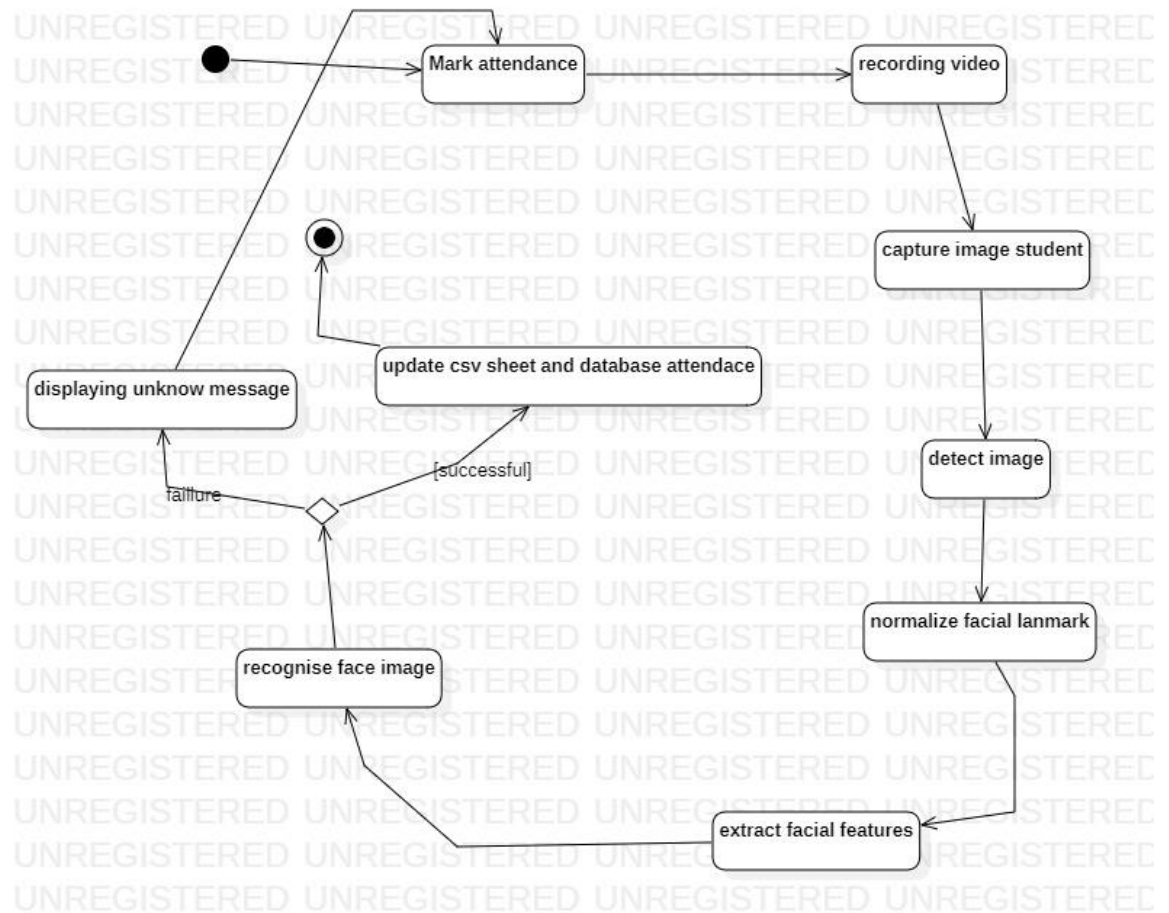 UNREGISTERED
Mark attendance
recording video
capture image student
update csv sheet and database attendace
displaying unknow message
detect image
[successful]
faillure
normalize facial lanmark
recognise face image
extract facial features